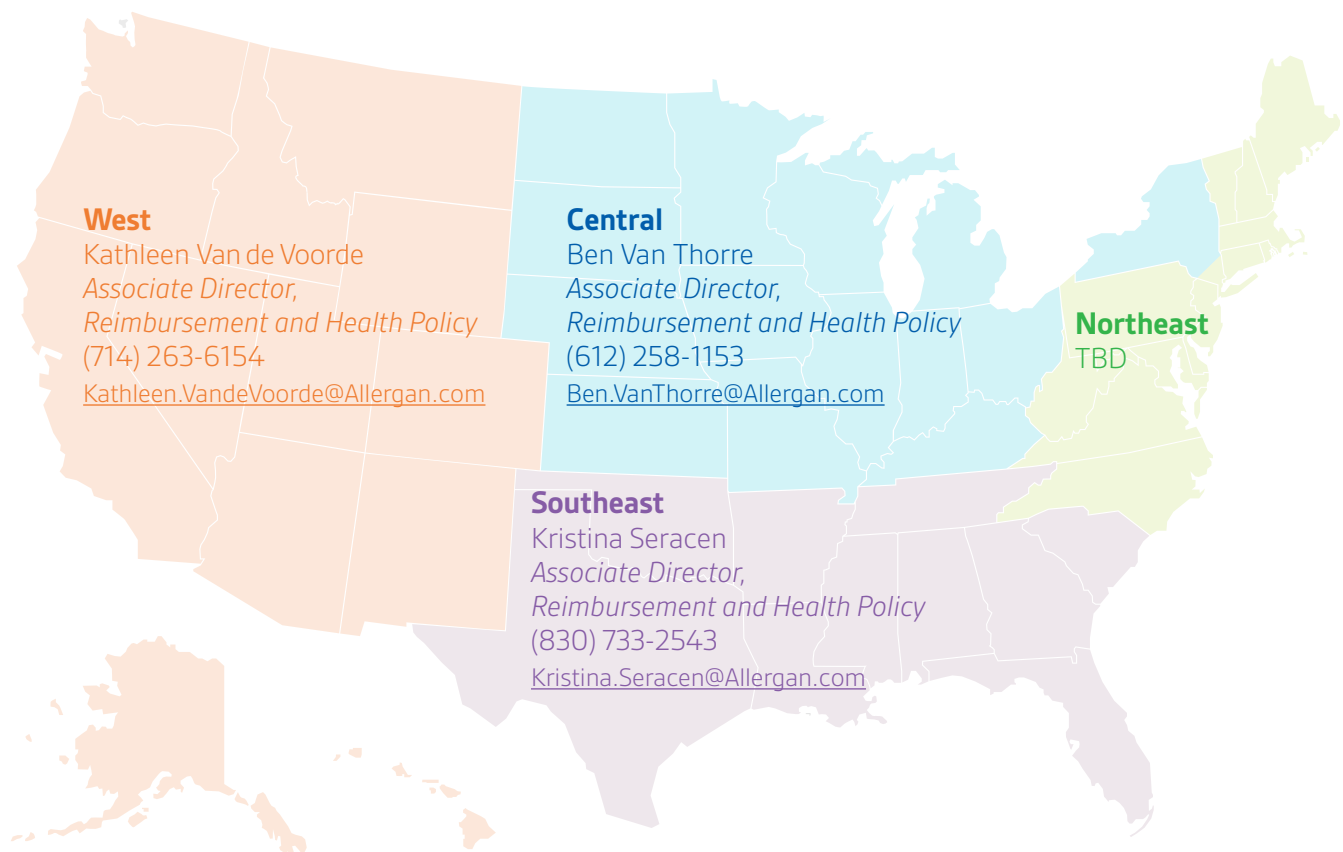 West
Kathleen Van de Voorde
Associate Director,
Reimbursement and Health Policy
(714) 263-6154
Kathleen.VandeVoorde@Allergan.com
Central
Ben Van Thorre
Associate Director,
Reimbursement and Health Policy
(612) 258-1153
Ben.VanThorre@Allergan.com
Northeast
TBD
Southeast
Kristina Seracen
Associate Director,
Reimbursement and Health Policy
(830) 733-2543
Kristina.Seracen@Allergan.com